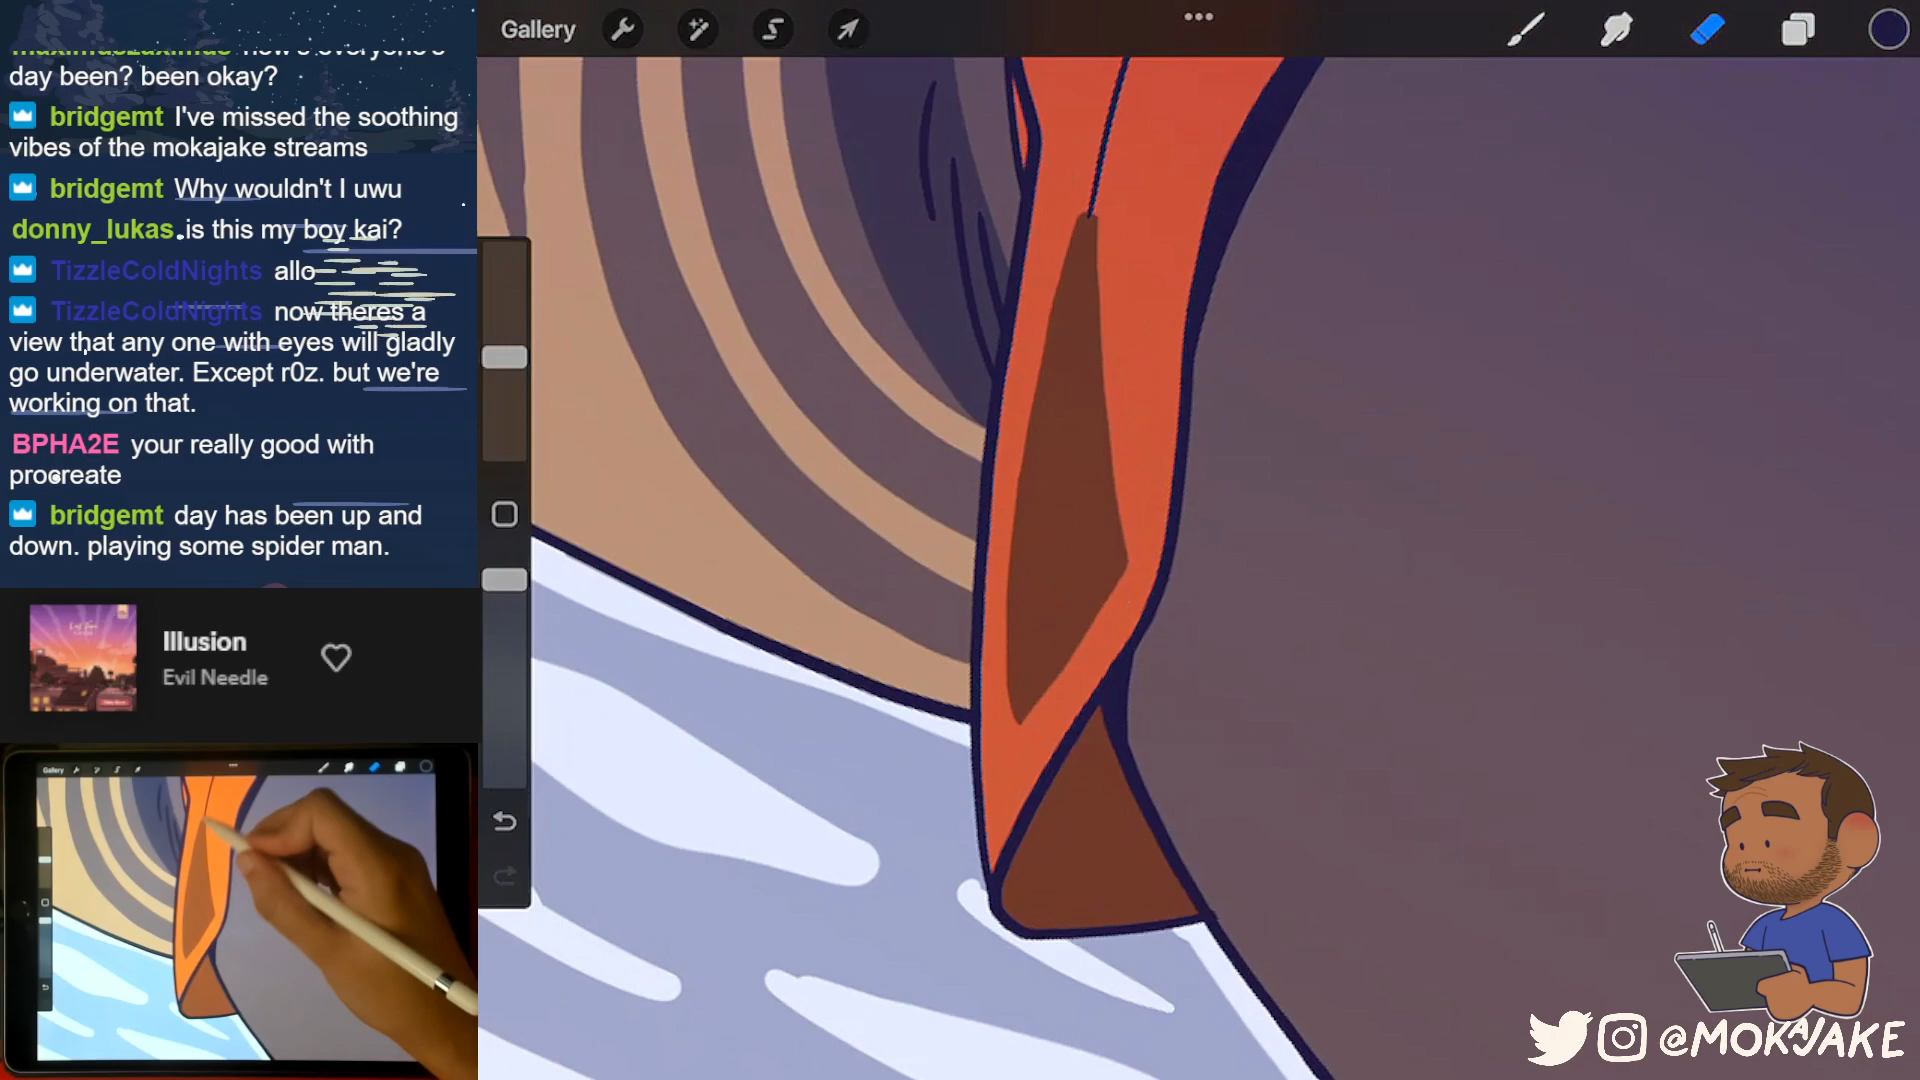 day been? been okay?
bridgemt I've missed the soothing
vibes of the mokajake streams
bridgemt Why wouldn't I uwu
donny_lukas is this my boy kai?
TizzleColdNights allo
TizzleColdNights now theres a
view that any one with eyes will gladly
go underwater. Except r0z. but we're
working on that.
BPHA2E your really good with
procreate
bridgemt day has been up and
down. playing some spider man.
Illusion
Evil Needle
Gallery
Gallery
@MOKAJAKE